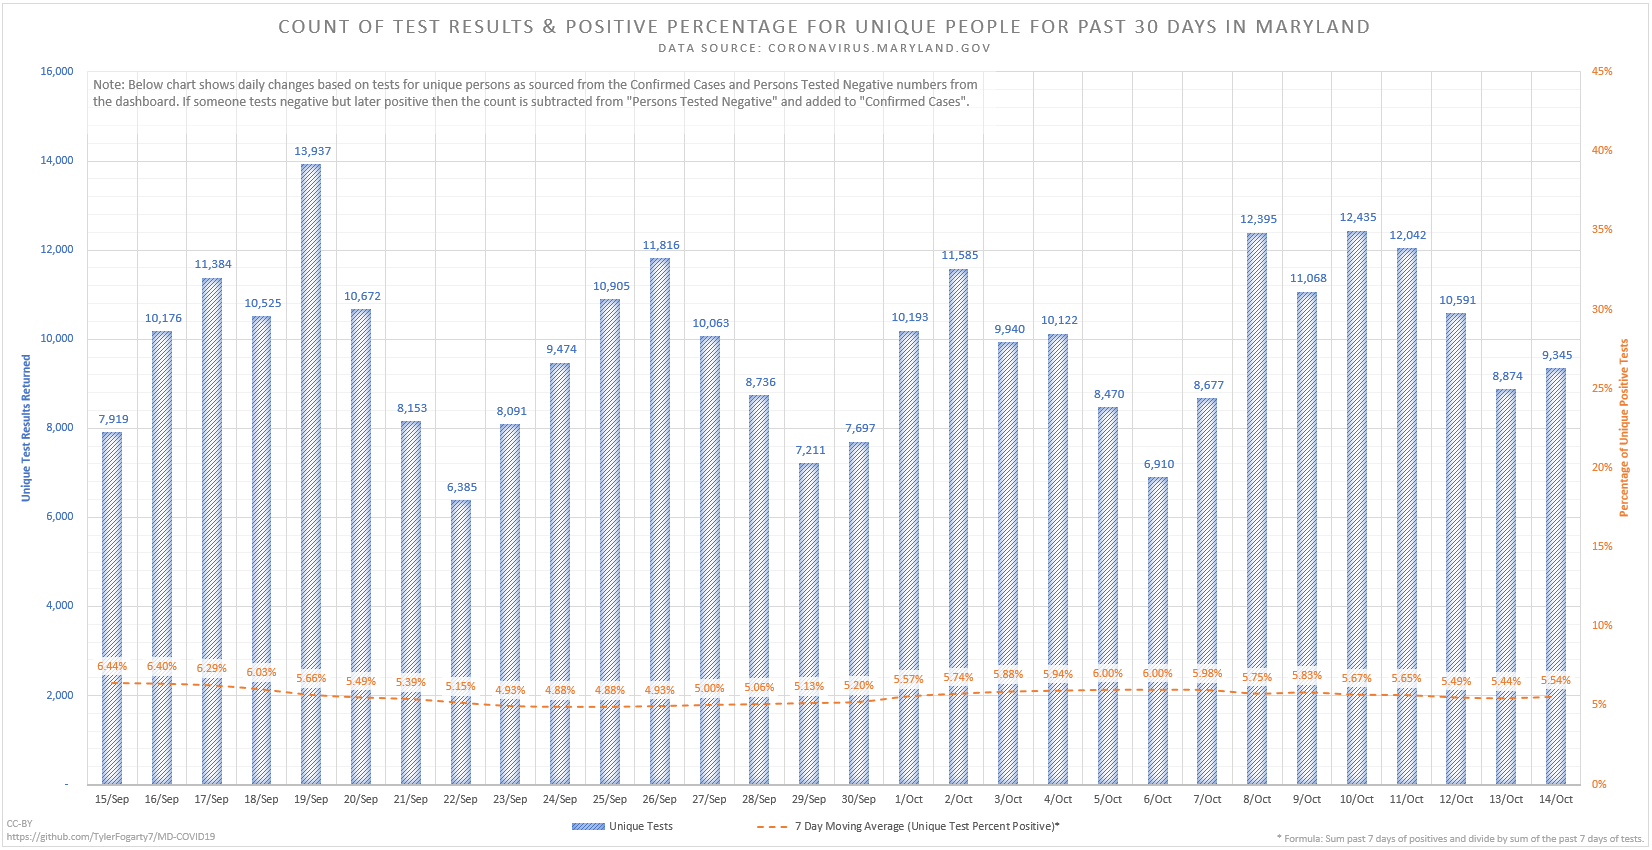 COUNT OF TEST RESULTS & POSITIVE PERCENTAGE FOR UNIQUE PEOPLE FOR PAST 30 DAYS IN MARYLAND
DATA SOURCE: CORONAVIRUS.MARYLAND.GOV
Note: Below chart shows daily changes based on tests for unique persons as sourced from the Confirmed Cases and Persons Tested Negative numbers from
the dashboard. If someone tests negative but later positive then the count is subtracted from "Persons Tested Negative" and added to "Confirmed Cases".
Unique Test Results Returned
16,000
14,000
12,000
10,000
8,000
6,000
4,000
2,000
-
7,919
10,176
11,384
10,525
13,937
10,672
8,153
6,385
8,091
9,474
10,905
11,816
10,063
8,736
7,211
7,697
10,193
11,585
9,940
10,122
8,470
6,910
8,677
12,395
11,068
12,435
12,042
10,591
8,874
9,345
6.44%
6.40%
6.29%
6.03%
5.66%
5.49%
5.39%
5.15%
4.93%
4.88%
4.88%
4.93%
5.00%
5.06%
5.13%
5.20%
5.57%
5.74%
5.88%
5.94%
6.00%
6.00%
5.98%
5.75%
5.83%
5.67%
5.65%
5.49%
5.44%
5.54%
45%
40%
35%
30%
25%
20%
15%
10%
5%
0%
Percentage of Unique Positive Tests
15/Sep
16/Sep
17/Sep
18/Sep
19/Sep
20/Sep
21/Sep
22/Sep
23/Sep
24/Sep
25/Sep
26/Sep
27/Sep
28/Sep
29/Sep
30/Sep
1/Oct
2/Oct
3/Oct
4/Oct
5/Oct
6/Oct
7/Oct
8/Oct
9/Oct
10/Oct
11/Oct
12/Oct
13/Oct
14/Oct
Unique Tests
7 Day Moving Average (Unique Test Percent Positive)*
CC-BY
https://github.com/TylerFogarty7/MD-COVID19
* Formula: Sum past 7 days of positives and divide by sum of the past 7 days of tests.